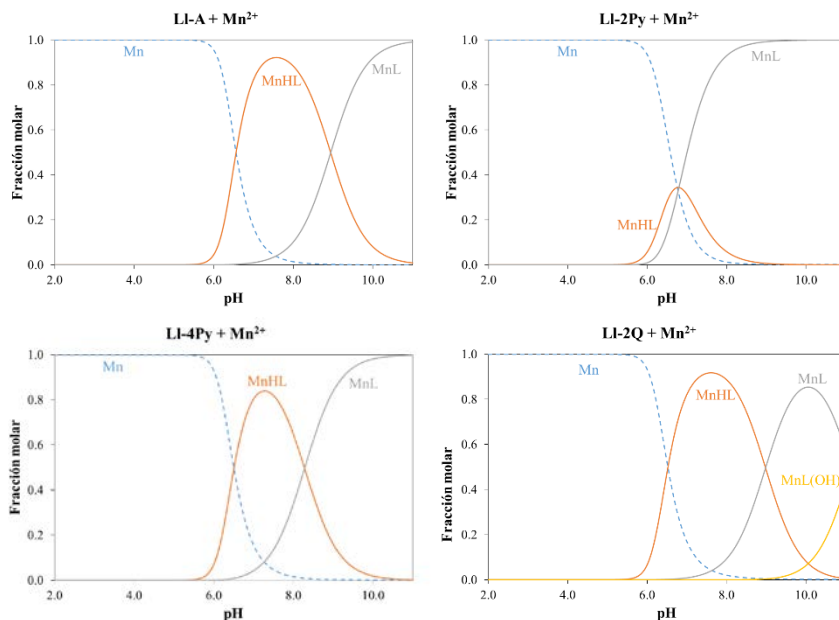 Ll-A + Mn²⁺
1.0
0.8
0.6
0.4
0.2
0.0
Fracción molar
Mn
MnHL
MnL
2.0 4.0 6.0 8.0 10.0
pH
Ll-2Py + Mn²⁺
1.0
0.8
0.6
0.4
0.2
0.0
Fracción molar
Mn
MnL
MnHL
2.0 4.0 6.0 8.0 10.0
pH
Ll-4Py + Mn²⁺
1.0
0.8
0.6
0.4
0.2
0.0
Fracción molar
Mn
MnHL
MnL
2.0 4.0 6.0 8.0 10.0
pH
Ll-2Q + Mn²⁺
1.0
0.8
0.6
0.4
0.2
0.0
Fracción molar
Mn
MnHL
MnL
MnL(OH)
2.0 4.0 6.0 8.0 10.0
pH